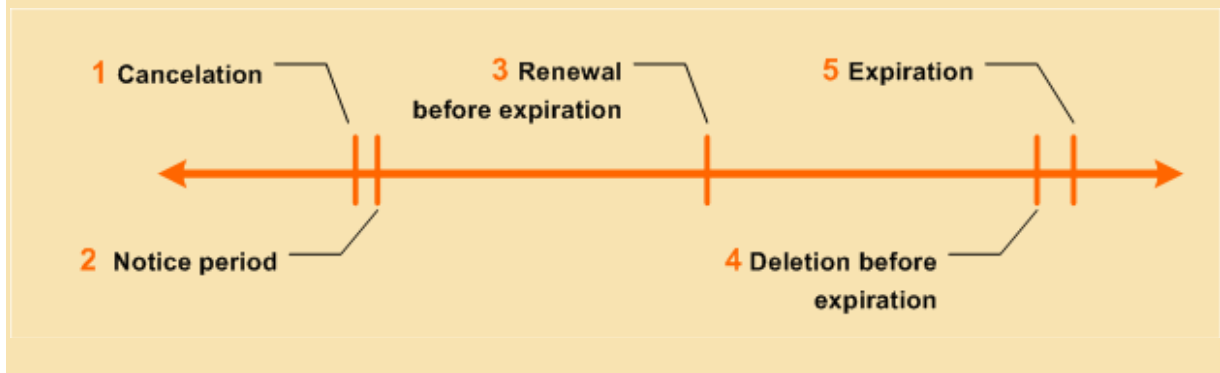 1 Cancelation
2 Notice period
3 Renewal
before expiration
4 Deletion before
expiration
5 Expiration